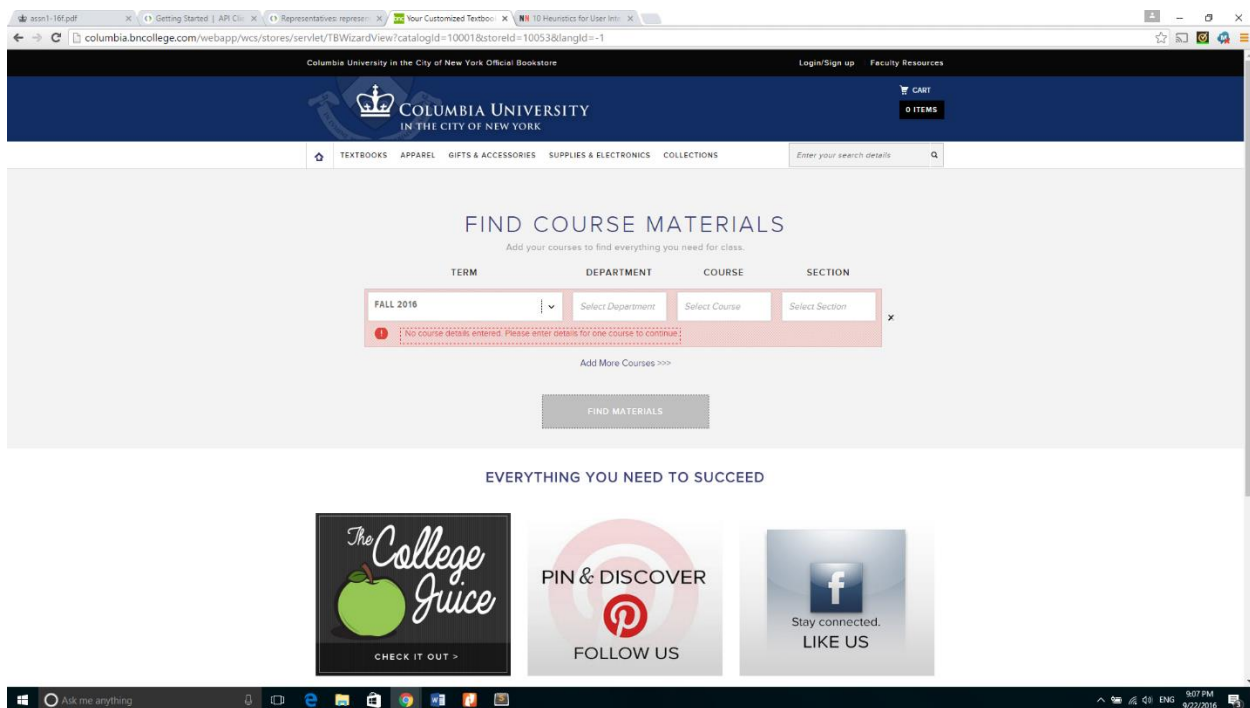 assn1-16f.pdf
Getting Started | API Cli
Representatives: represen
Your Customized Textboo
10 Heuristics for User Inte
columbia.bncollege.com/webapp/wcs/stores/servlet/TBWizardView?catalogId=10001&storeId=10053&langId=-1
Columbia University in the City of New York Official Bookstore
Login/Sign up Faculty Resources
CART
COLUMBIA UNIVERSITY
0 ITEMS
IN THE CITY OF NEW YORK
TEXTBOOKS APPAREL GIFTS & ACCESSORIES SUPPLIES & ELECTRONICS COLLECTIONS
Enter your search details
FIND COURSE MATERIALS
Add your courses to find everything you need for class.
TERM DEPARTMENT COURSE SECTION
FALL 2016 Select Department Select Course Select Section
No course details entered. Please enter details for one course to continue.
Add More Courses >>>
FIND MATERIALS
EVERYTHING YOU NEED TO SUCCEED
The
College
Juice
CHECK IT OUT >
PIN & DISCOVER
FOLLOW US
Stay connected.
LIKE US
Ask me anything
ENG
9:07 PM
9/22/2016